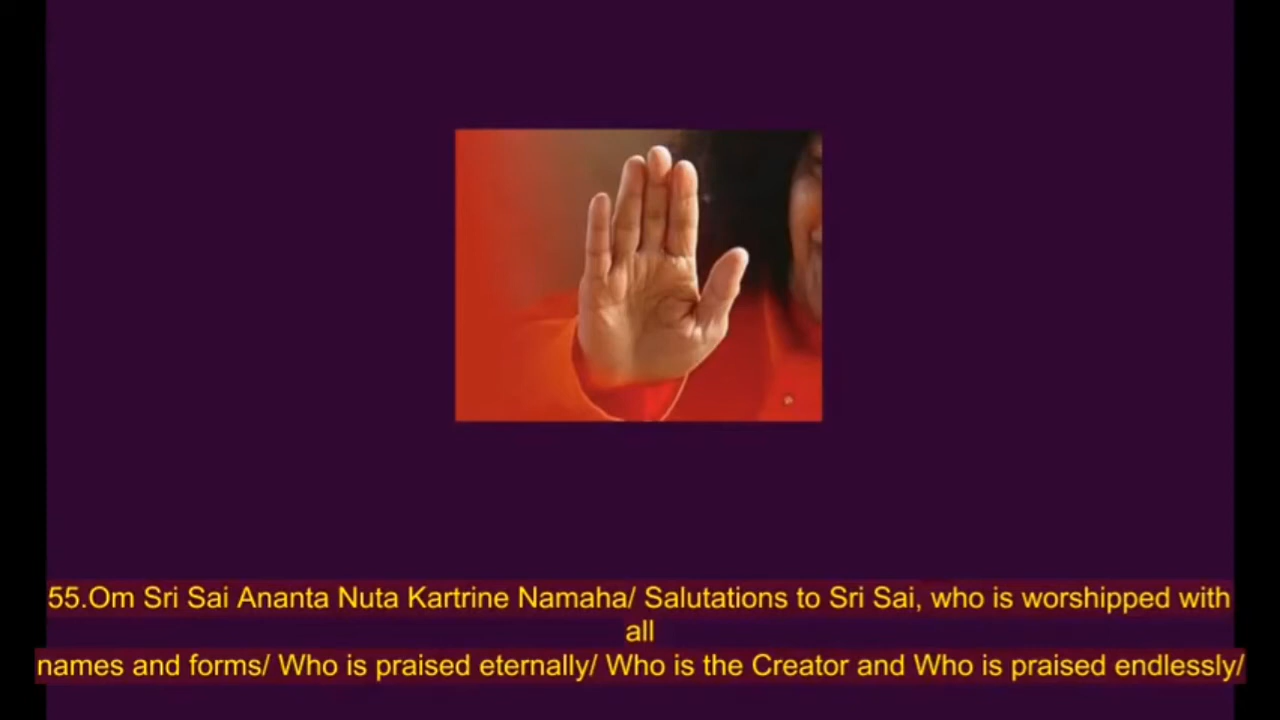 55.Om Sri Sai Ananta Nuta Kartrine Namaha/ Salutations to Sri Sai, who is worshipped with
all
names and forms/ Who is praised eternally/ Who is the Creator and Who is praised endlessly/